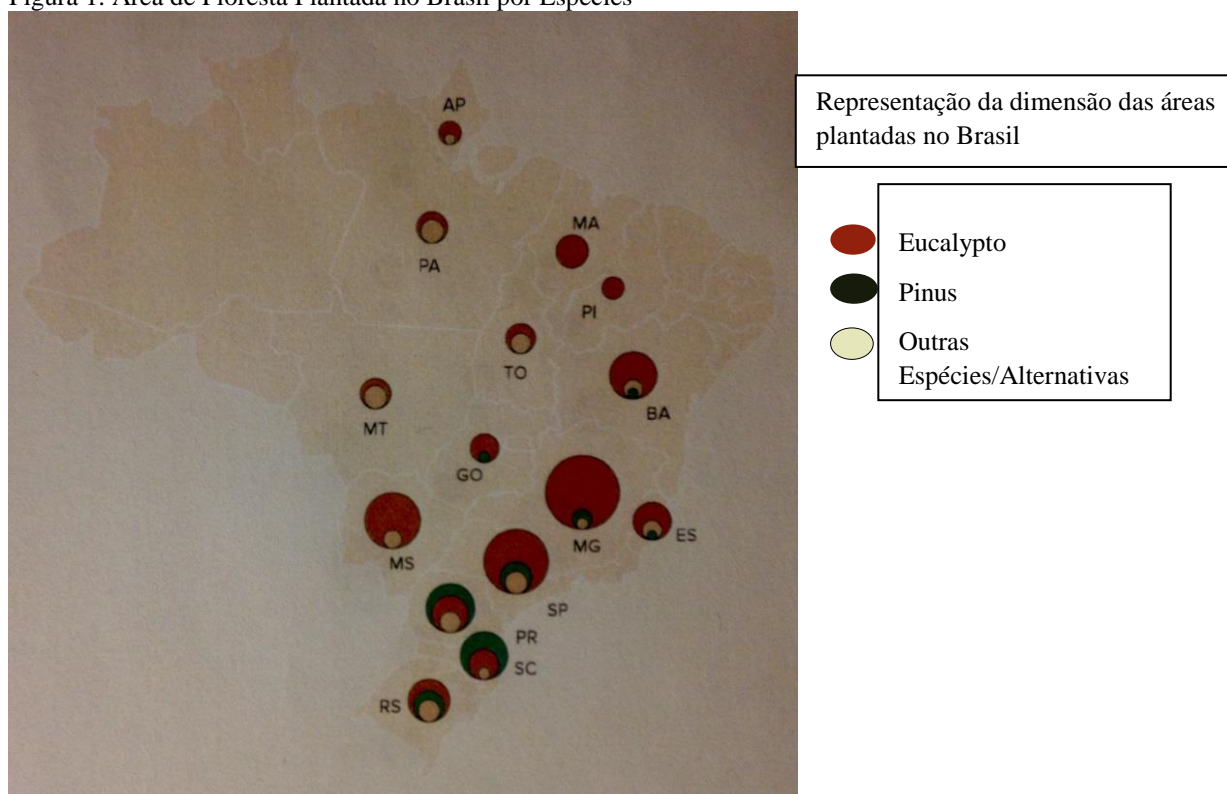 Figura 1. Área de Floresta Plantada no Brasil por Espécies
AP
PA
MA
PI
TO
BA
MT
GO
MG
ES
MS
SP
PR
SC
RS
Representação da dimensão das áreas
plantadas no Brasil
Eucalypto
Pinus
Outras
Espécies/Alternativas